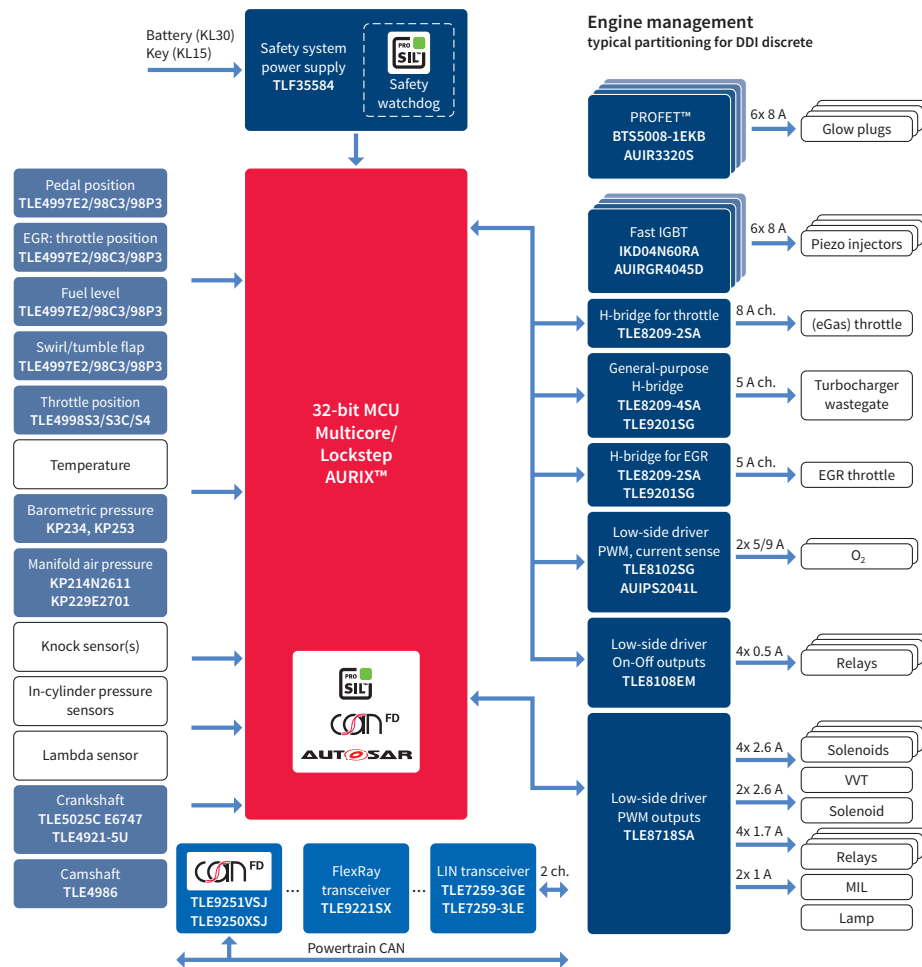 Engine management
typical partitioning for DDI discrete
Battery (KL30)
Key (KL15)
Safety system
power supply
TLF35584
PRO
SIL
Safety
watchdog
Pedal position
TLE4997E2/98C3/98P3
EGR: throttle position
TLE4997E2/98C3/98P3
Fuel level
TLE4997E2/98C3/98P3
Swirl/tumble flap
TLE4997E2/98C3/98P3
Throttle position
TLE4998S3/S3C/S4
Temperature
Barometric pressure
KP234, KP253
Manifold air pressure
KP214N2611
KP229E2701
Knock sensor(s)
In-cylinder pressure
sensors
Lambda sensor
Crankshaft
TLE5025C E6747
TLE4921-5U
Camshaft
TLE4986
32-bit MCU
Multicore/
Lockstep
AURIX™
PRO
SIL
CAN FD
AUTOSAR
CAN FD
TLE9251VSJ
TLE9250XSJ
...
FlexRay
transceiver
TLE9221SX
...
LIN transceiver
TLE7259-3GE
TLE7259-3LE
2 ch.
Powertrain CAN
PROFET™
BTS5008-1EKB
AUIR3320S
6x 8 A
Glow plugs
Fast IGBT
IKD04N60RA
AUIRGR4045D
6x 8 A
Piezo injectors
H-bridge for throttle
TLE8209-2SA
8 A ch.
(eGas) throttle
General-purpose
H-bridge
TLE8209-4SA
TLE9201SG
5 A ch.
Turbocharger
wastegate
H-bridge for EGR
TLE8209-2SA
TLE9201SG
5 A ch.
EGR throttle
Low-side driver
PWM, current sense
TLE8102SG
AUIPS2041L
2x 5/9 A
O₂
Low-side driver
On-Off outputs
TLE8108EM
4x 0.5 A
Relays
Low-side driver
PWM outputs
TLE8718SA
4x 2.6 A
Solenoids
VVT
2x 2.6 A
Solenoid
4x 1.7 A
Relays
2x 1 A
MIL
Lamp